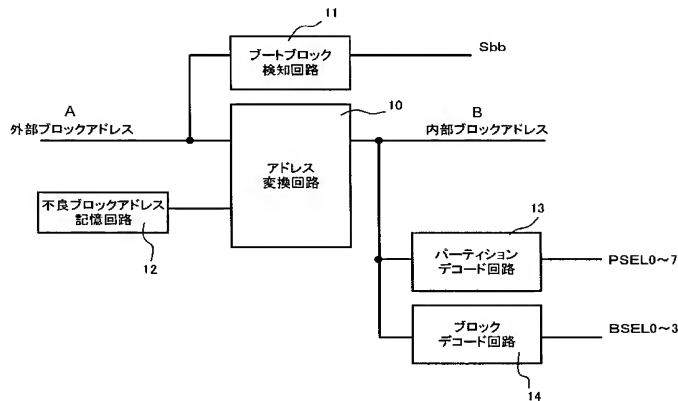 11
ブートブロック
検知回路
Sbb
A
外部ブロックアドレス
10
アドレス
変換回路
B
内部ブロックアドレス
不良ブロックアドレス
記憶回路
12
13
パーティション
デコード回路
PSEL0～7
ブロック
デコード回路
BSEL0～3
14